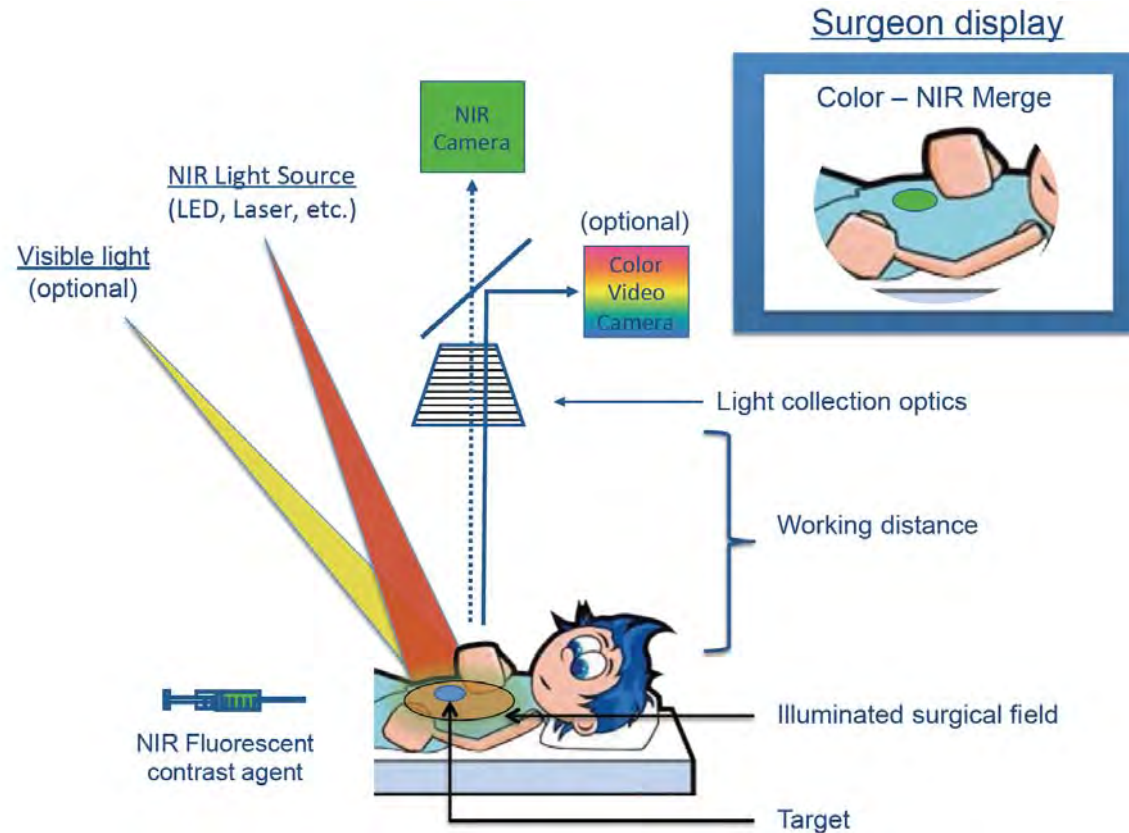 Surgeon display
Color – NIR Merge
NIR
Camera
NIR Light Source
(LED, Laser, etc.)
(optional)
Visible light
(optional)
Color
Video
Camera
Light collection optics
Working distance
Illuminated surgical field
NIR Fluorescent
contrast agent
Target